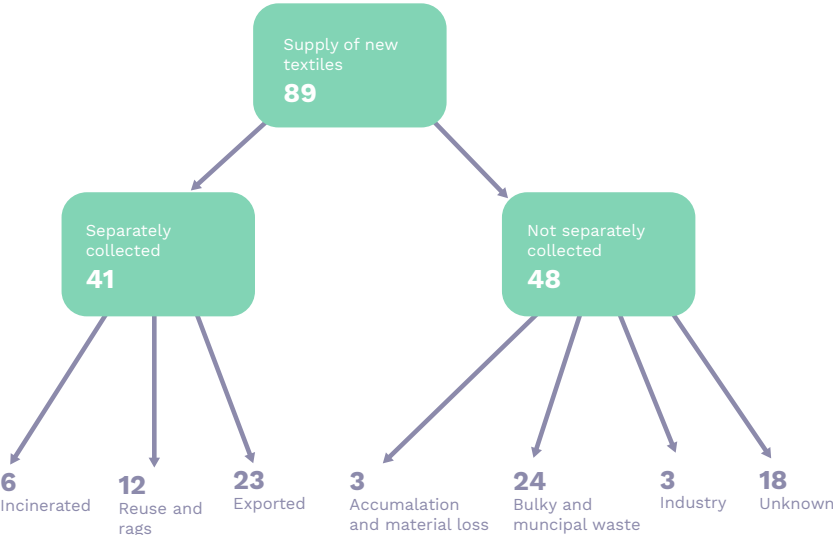 Supply of new
textiles
89
Separately
collected
41
Not separately
collected
48
6
Incinerated
12
Reuse and
rags
23
Exported
3
Accumalation
and material loss
24
Bulky and
muncipal waste
3
Industry
18
Unknown